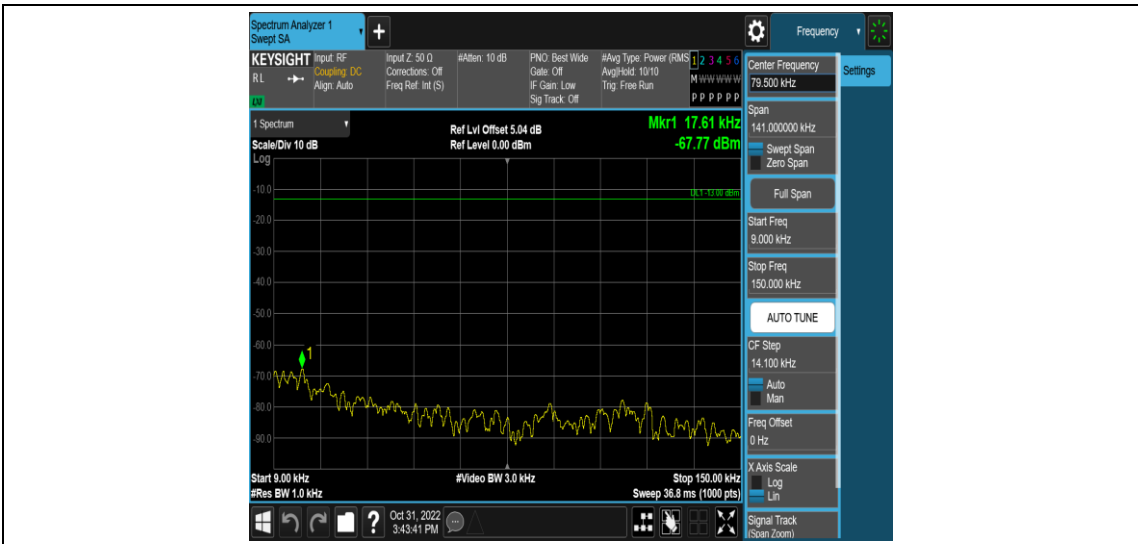 Spectrum Analyzer 1
Swept SA
Frequency
KEYSIGHT
Input: RF
Input Z: 50 Ω
#Atten: 10 dB
PNO: Best Wide
#Avg Type: Power (RMS
1 2 3 4 5 6
RL
Coupling: DC
Corrections: Off
Gate: Off
Avg|Hold: 10/10
M W W W W W
Align: Auto
Freq Ref: Int (S)
IF Gain: Low
Trig: Free Run
Sig Track: Off
P P P P P P
LXI
Center Frequency
79.500 kHz
Settings
1 Spectrum
Ref Lvl Offset 5.04 dB
Mkr1 17.61 kHz
Scale/Div 10 dB
Ref Level 0.00 dBm
-67.77 dBm
Log
DL1 -13.00 dBm
-10.0
-20.0
-30.0
-40.0
-50.0
-60.0
1
-70.0
-80.0
-90.0
Start 9.00 kHz
#Video BW 3.0 kHz
Stop 150.00 kHz
#Res BW 1.0 kHz
Sweep 36.8 ms (1000 pts)
Span
141.000000 kHz
Swept Span
Zero Span
Full Span
Start Freq
9.000 kHz
Stop Freq
150.000 kHz
AUTO TUNE
CF Step
14.100 kHz
Auto
Man
Freq Offset
0 Hz
X Axis Scale
Log
Lin
Signal Track
(Span Zoom)
?
Oct 31, 2022
3:43:41 PM